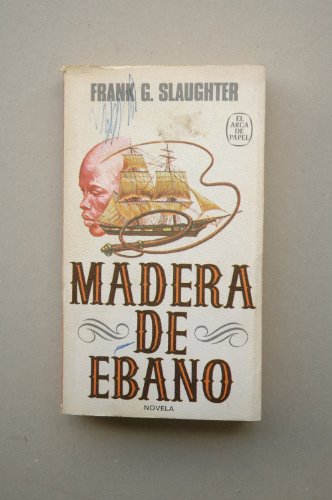 FRANK G. SLAUGHTER
EL
ARCA
DE
PAPEL
MADERA
DE
EBANO
NOVELA